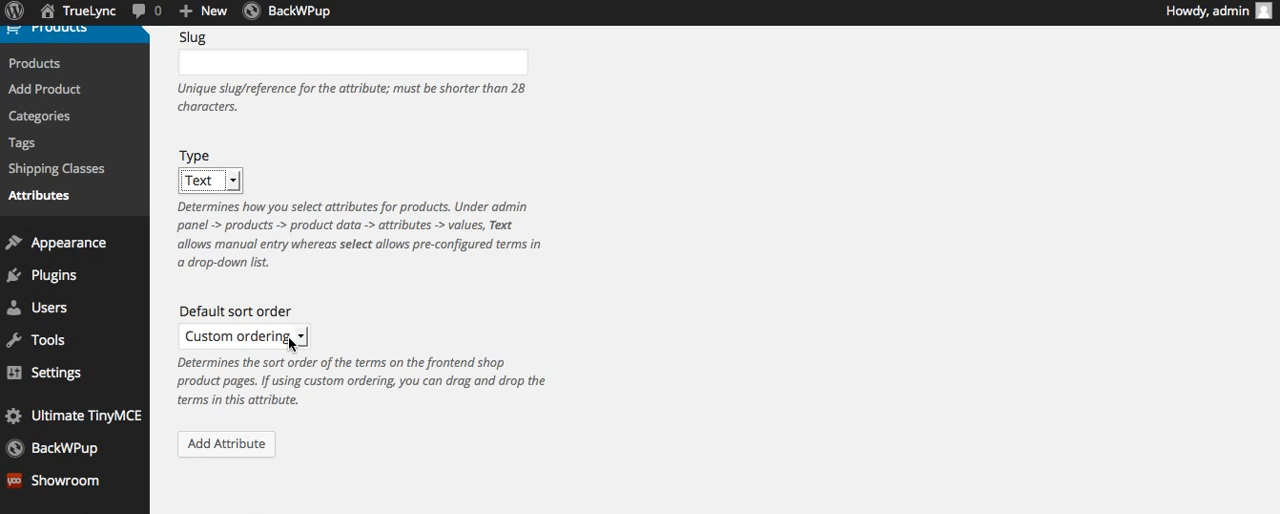 TrueLync 0 New BackWPup Howdy, admin
Products
Products
Add Product
Categories
Tags
Shipping Classes
Attributes
Appearance
Plugins
Users
Tools
Settings
Ultimate TinyMCE
BackWPup
yoo Showroom
Slug
Unique slug/reference for the attribute; must be shorter than 28
characters.
Type
Text
Determines how you select attributes for products. Under admin
panel -> products -> product data -> attributes -> values, Text
allows manual entry whereas select allows pre-configured terms in
a drop-down list.
Default sort order
Custom ordering
Determines the sort order of the terms on the frontend shop
product pages. If using custom ordering, you can drag and drop the
terms in this attribute.
Add Attribute